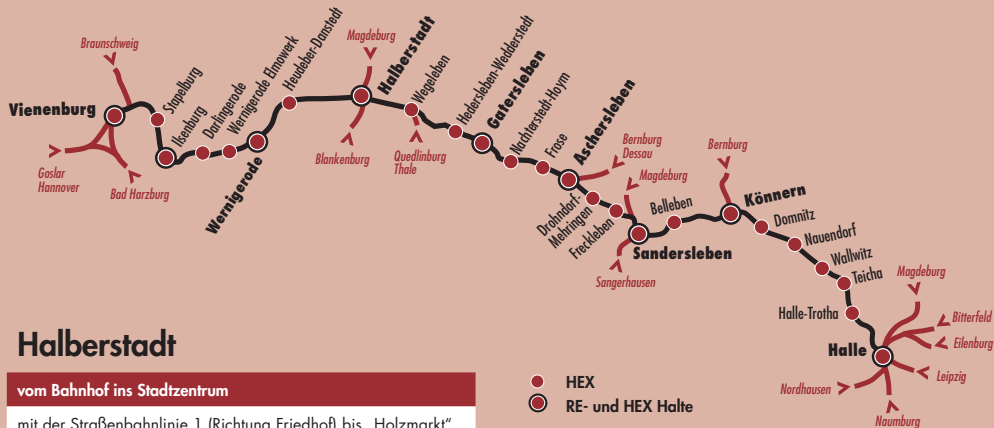 Braunschweig
Vienenburg
Goslar
Hannover
Bad Harzburg
Stapelburg
Ilsenburg
Darlingerode
Wernigerode Elmowerk
Wernigerode
Heudeber-Danstedt
Magdeburg
Halberstadt
Blankenburg
Wegeleben
Quedlinburg
Thale
Hedersleben-Wedderstedt
Gatersleben
Nachterstedt-Hoym
Frose
Aschersleben
Bernburg
Dessau
Magdeburg
Drohndorf-
Mehringen
Freckleben
Sandersleben
Sangerhausen
Belleben
Bernburg
Könnern
Domnitz
Nauendorf
Wallwitz
Teicha
Halle-Trotha
Halle
Magdeburg
Bitterfeld
Eilenburg
Leipzig
Naumburg
Nordhausen
HEX
RE- und HEX Halte
Halberstadt
vom Bahnhof ins Stadtzentrum
mit der Straßenbahnlinie 1 (Richtung Friedhof) bis „Holzmarkt“